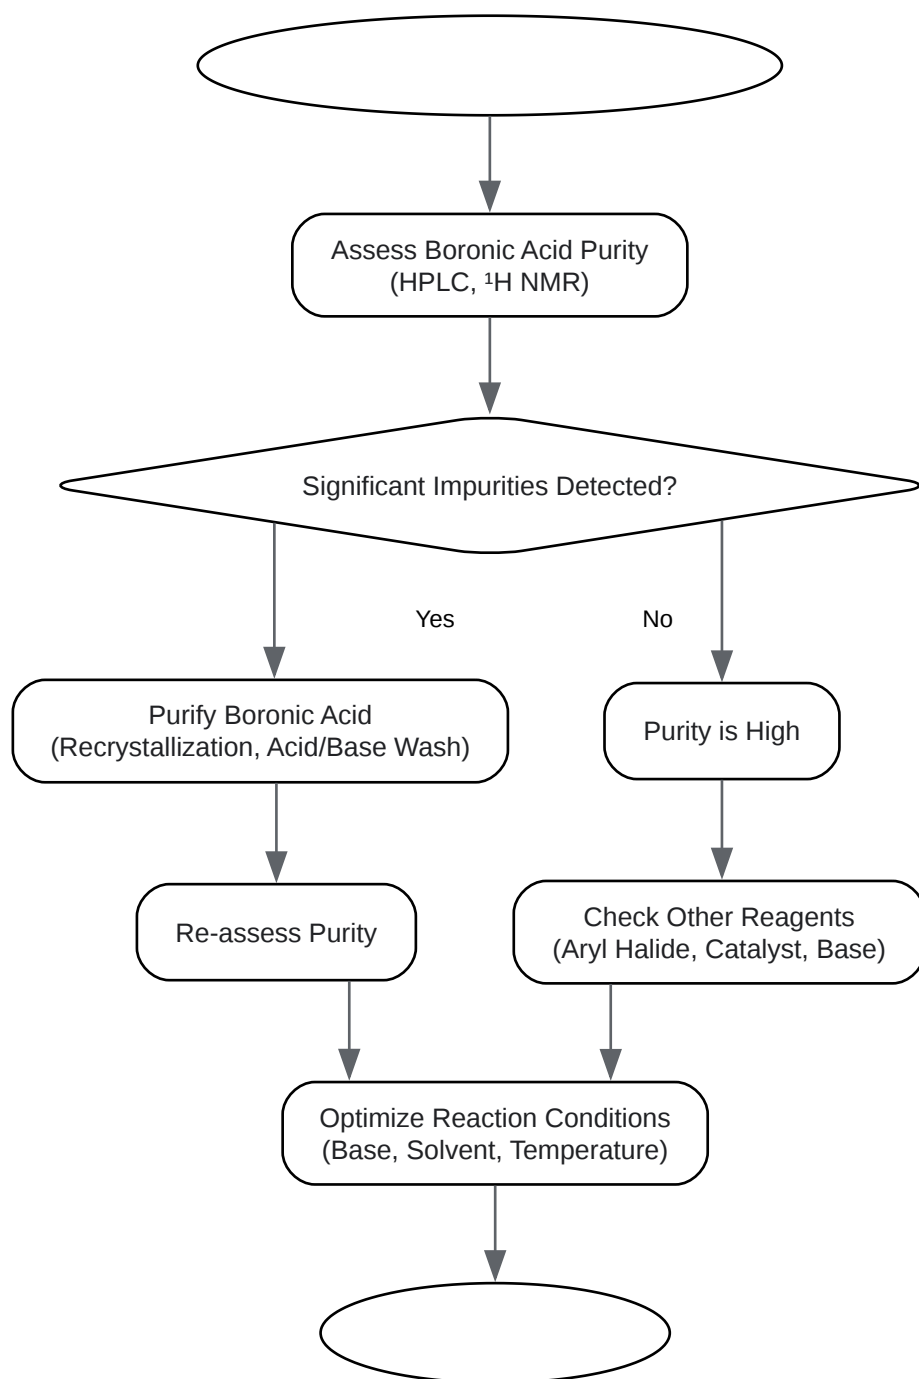 Assess Boronic Acid Purity
(HPLC, ¹H NMR)
Significant Impurities Detected?
Yes
No
Purify Boronic Acid
(Recrystallization, Acid/Base Wash)
Purity is High
Re-assess Purity
Check Other Reagents
(Aryl Halide, Catalyst, Base)
Optimize Reaction Conditions
(Base, Solvent, Temperature)